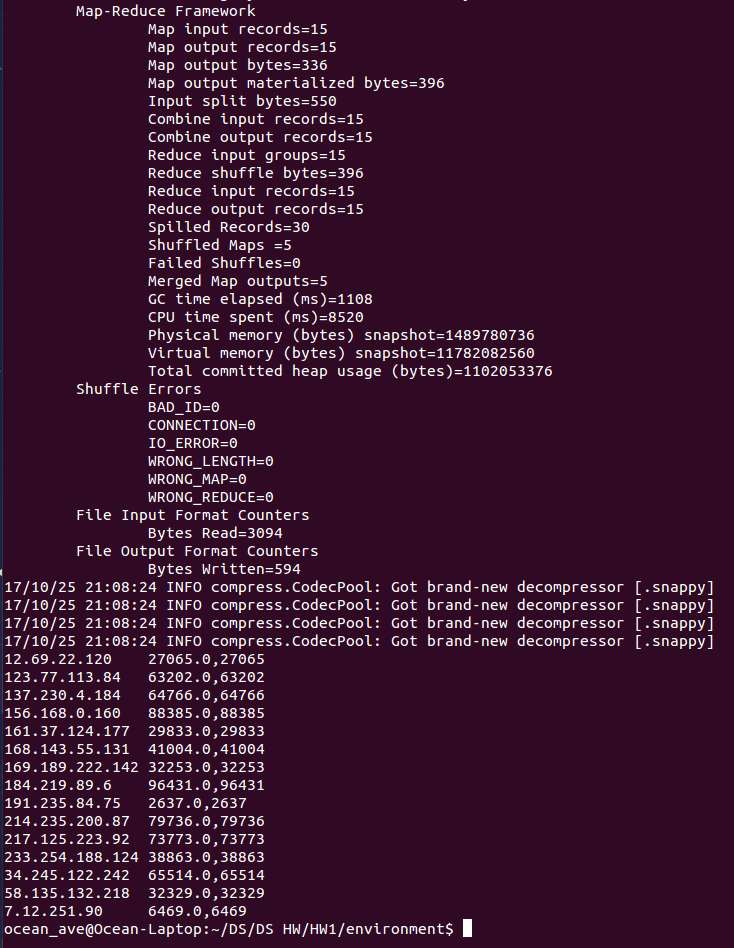 Map-Reduce Framework
Map input records=15
Map output records=15
Map output bytes=336
Map output materialized bytes=396
Input split bytes=550
Combine input records=15
Combine output records=15
Reduce input groups=15
Reduce shuffle bytes=396
Reduce input records=15
Reduce output records=15
Spilled Records=30
Shuffled Maps =5
Failed Shuffles=0
Merged Map outputs=5
GC time elapsed (ms)=1108
CPU time spent (ms)=8520
Physical memory (bytes) snapshot=1489780736
Virtual memory (bytes) snapshot=11782082560
Total committed heap usage (bytes)=1102053376
Shuffle Errors
BAD_ID=0
CONNECTION=0
IO_ERROR=0
WRONG_LENGTH=0
WRONG_MAP=0
WRONG_REDUCE=0
File Input Format Counters
Bytes Read=3094
File Output Format Counters
Bytes Written=594
17/10/25 21:08:24 INFO compress.CodecPool: Got brand-new decompressor [.snappy]
17/10/25 21:08:24 INFO compress.CodecPool: Got brand-new decompressor [.snappy]
17/10/25 21:08:24 INFO compress.CodecPool: Got brand-new decompressor [.snappy]
17/10/25 21:08:24 INFO compress.CodecPool: Got brand-new decompressor [.snappy]
12.69.22.120 27065.0,27065
123.77.113.84 63202.0,63202
137.230.4.184 64766.0,64766
156.168.0.160 88385.0,88385
161.37.124.177 29833.0,29833
168.143.55.131 41004.0,41004
169.189.222.142 32253.0,32253
184.219.89.6 96431.0,96431
191.235.84.75 2637.0,2637
214.235.200.87 79736.0,79736
217.125.223.92 73773.0,73773
233.254.188.124 38863.0,38863
34.245.122.242 65514.0,65514
58.135.132.218 32329.0,32329
7.12.251.90 6469.0,6469
ocean_ave@Ocean-Laptop:~/DS/DS HW/HW1/environment$